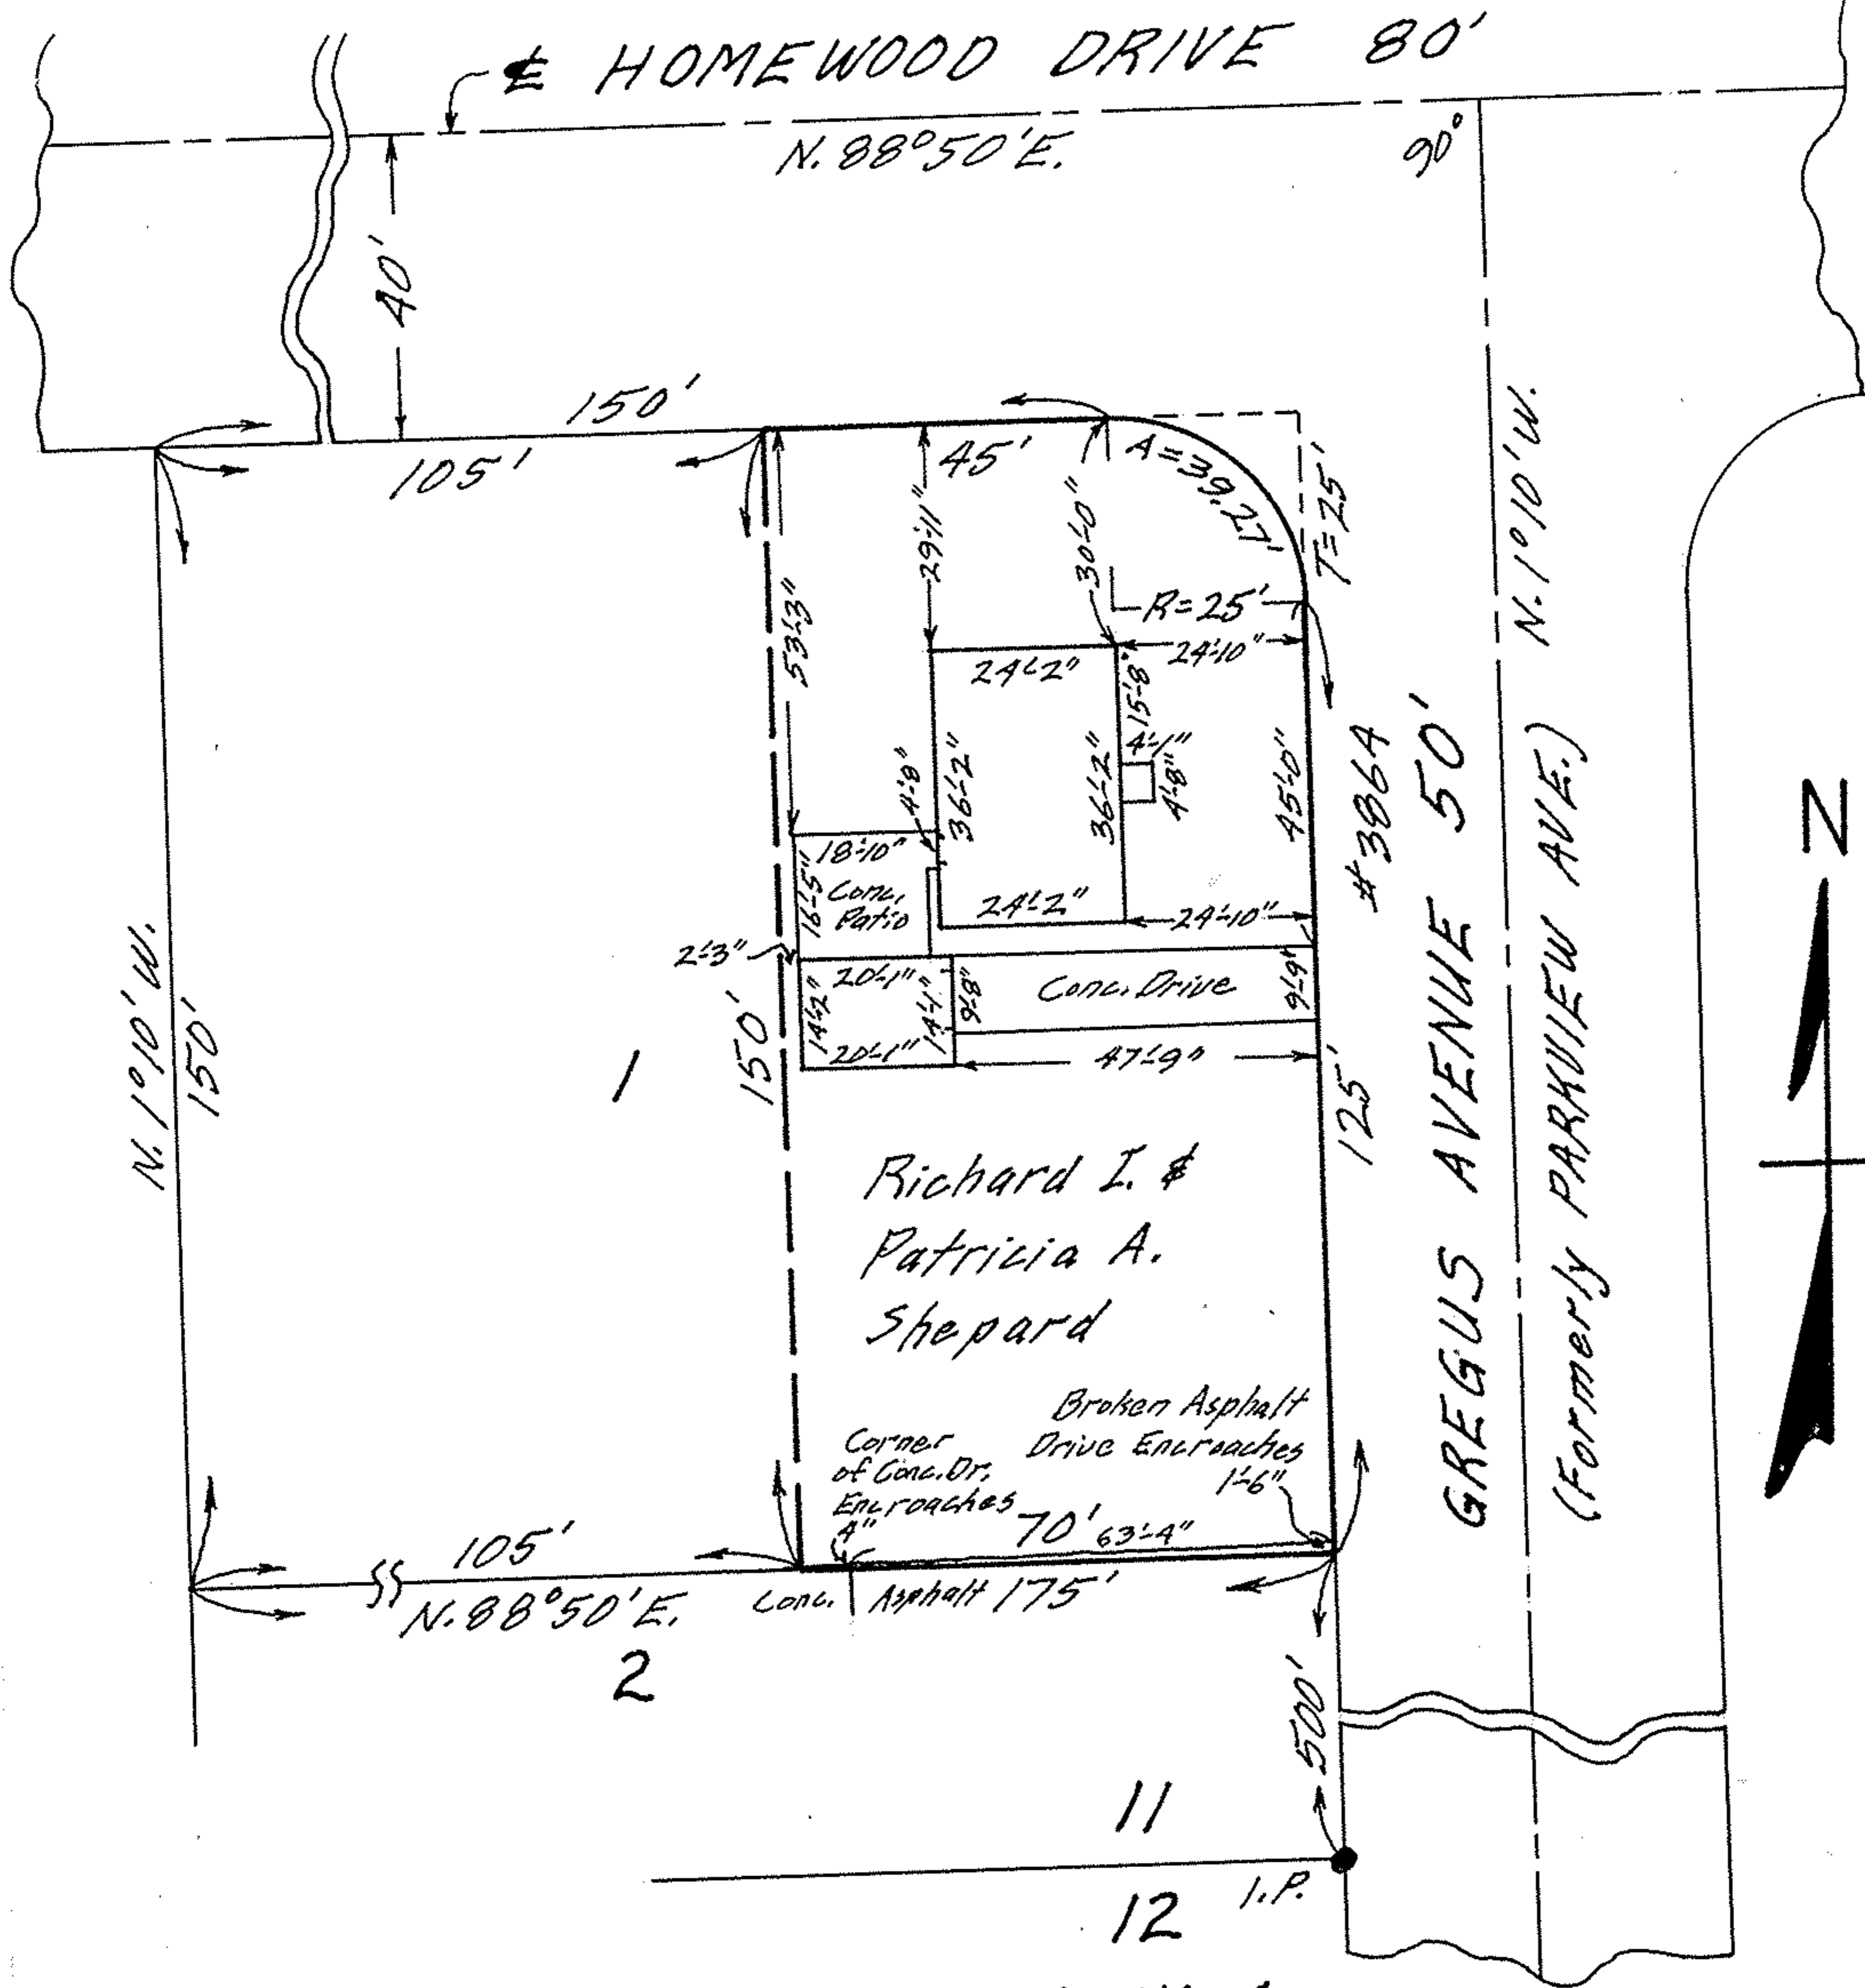 ℄ HOMEWOOD DRIVE 80'
N. 88°50'E.
90°
40'
150'
105'
45'
A=39.27'
T=25'
N. 1°10'W.
53'-3"
29'-11"
30'-0"
R=25'
24'-2"
24'-10"
15'-8"
4'-1"
4'-8"
36'-2"
36'-2"
4'-8"
45'-0"
#3864
18'-10"
16'-5"
Conc.
Patio
24'-2"
24'-10"
2'-3"
20'-1"
14'-2"
14'-1"
9'-8"
Conc. Drive
9'-9"
20'-1"
47'-9"
N. 1°10'W.
150'
1
150'
125'
GREGUS AVENUE 50'
(Formerly PARKVIEW AVE.)
N
Richard I. &
Patricia A.
Shepard
Corner
of Conc. Dr.
Encroaches
4"
Broken Asphalt
Drive Encroaches
1'-6"
70' 63'-4"
105'
N. 88°50'E.
Conc. Asphalt 175'
2
500'
11
I.P.
12